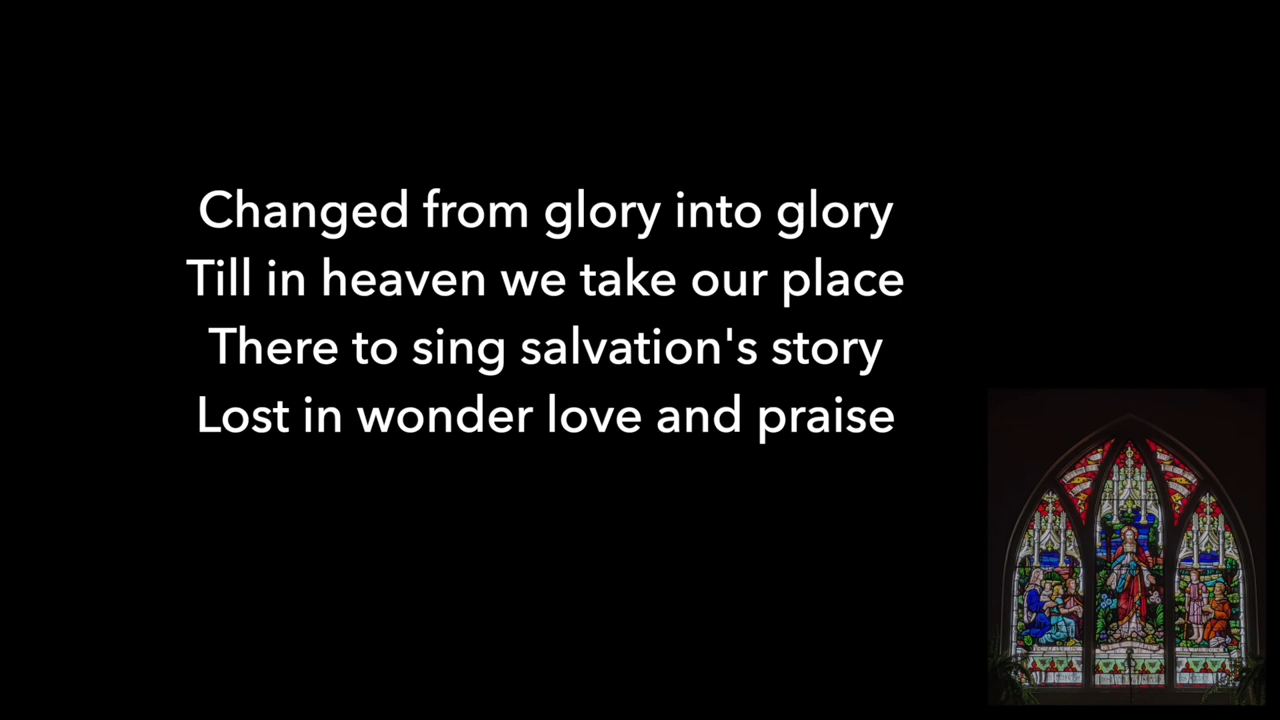 Changed from glory into glory
Till in heaven we take our place
There to sing salvation's story
Lost in wonder love and praise